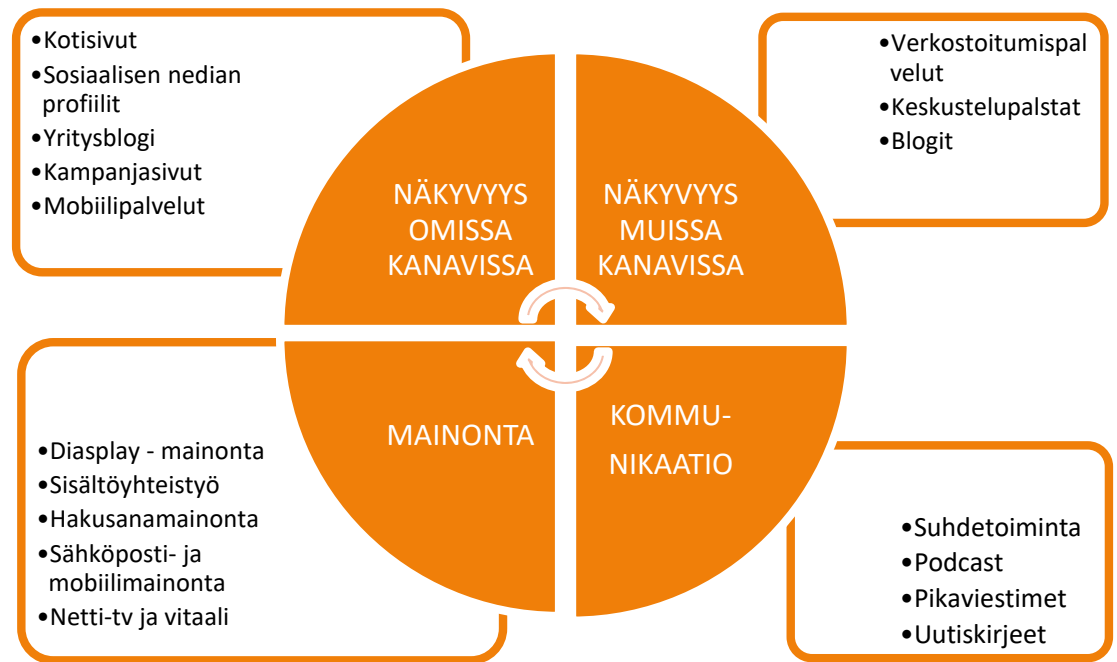 •Kotisivut
•Sosiaalisen nedian
profiilit
•Yritysblogi
•Kampanjasivut
•Mobiilipalvelut
NÄKYVYYS
OMISSA
KANAVISSA
NÄKYVYYS
MUISSA
KANAVISSA
•Verkostoitumispal
velut
•Keskustelupalstat
•Blogit
•Diasplay - mainonta
•Sisältöyhteistyö
•Hakusanamainonta
•Sähköposti- ja
mobiilimainonta
•Netti-tv ja vitaali
MAINONTA
KOMMU-
NIKAATIO
•Suhdetoiminta
•Podcast
•Pikaviestimet
•Uutiskirjeet